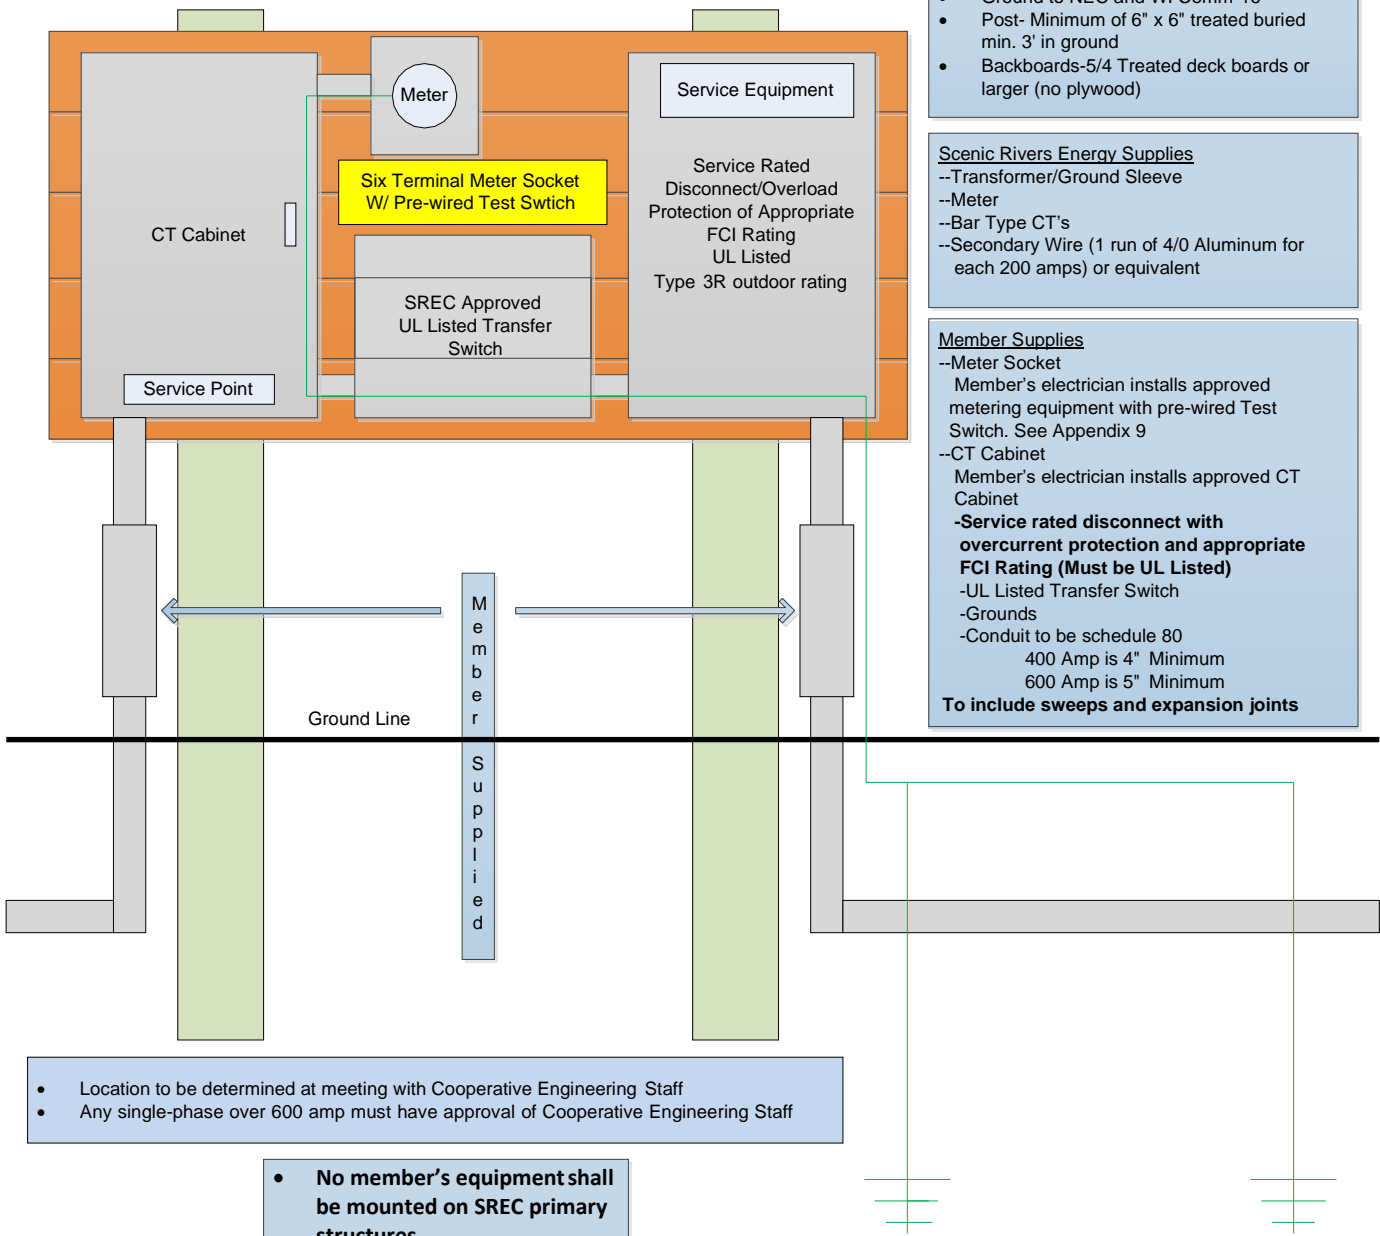 Ground to NEC and WI Comm 16
• Post- Minimum of 6" x 6" treated buried
min. 3' in ground
• Backboards-5/4 Treated deck boards or
larger (no plywood)
Meter
Service Equipment
Six Terminal Meter Socket
W/ Pre-wired Test Swtich
CT Cabinet
Service Rated
Disconnect/Overload
Protection of Appropriate
FCI Rating
UL Listed
Type 3R outdoor rating
SREC Approved
UL Listed Transfer
Switch
Service Point
Scenic Rivers Energy Supplies
--Transformer/Ground Sleeve
--Meter
--Bar Type CT's
--Secondary Wire (1 run of 4/0 Aluminum for
each 200 amps) or equivalent
Member Supplies
--Meter Socket
Member's electrician installs approved
metering equipment with pre-wired Test
Switch. See Appendix 9
--CT Cabinet
Member's electrician installs approved CT
Cabinet
-Service rated disconnect with
overcurrent protection and appropriate
FCI Rating (Must be UL Listed)
-UL Listed Transfer Switch
-Grounds
-Conduit to be schedule 80
400 Amp is 4" Minimum
600 Amp is 5" Minimum
To include sweeps and expansion joints
Member Supplied
Ground Line
• Location to be determined at meeting with Cooperative Engineering Staff
• Any single-phase over 600 amp must have approval of Cooperative Engineering Staff
• No member's equipment shall
be mounted on SREC primary
structures